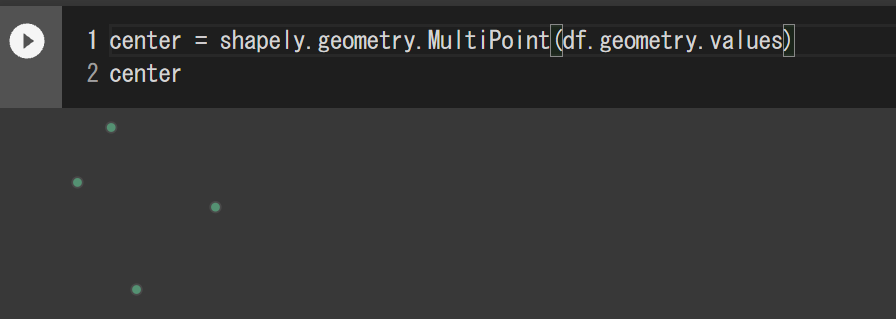 1 center = shapely.geometry.MultiPoint(df.geometry.values)
2 center